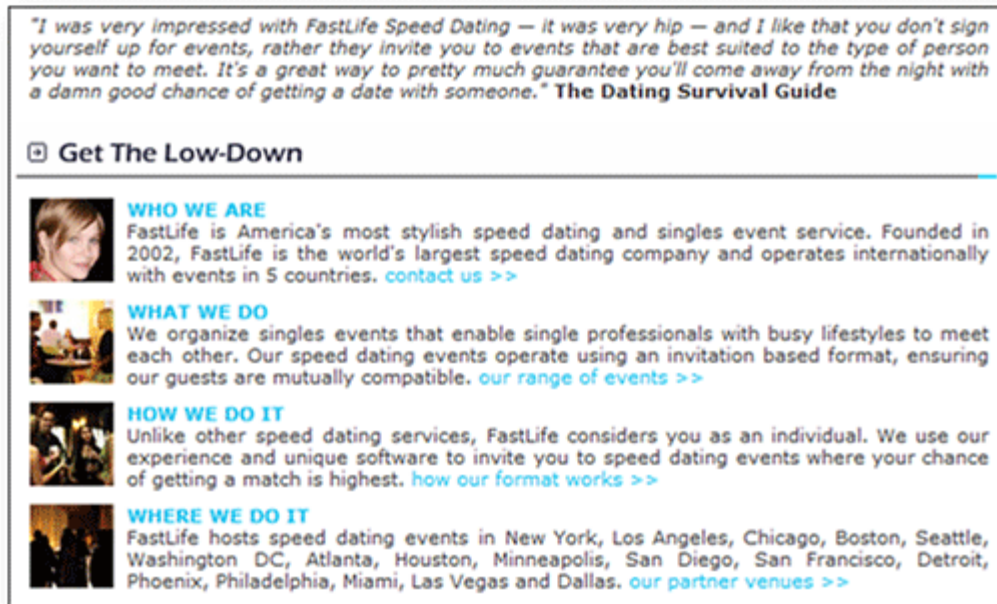 "I was very impressed with FastLife Speed Dating — it was very hip — and I like that you don't sign
yourself up for events, rather they invite you to events that are best suited to the type of person
you want to meet. It's a great way to pretty much guarantee you'll come away from the night with
a damn good chance of getting a date with someone." The Dating Survival Guide
Get The Low-Down
WHO WE ARE
FastLife is America's most stylish speed dating and singles event service. Founded in
2002, FastLife is the world's largest speed dating company and operates internationally
with events in 5 countries. contact us >>
WHAT WE DO
We organize singles events that enable single professionals with busy lifestyles to meet
each other. Our speed dating events operate using an invitation based format, ensuring
our guests are mutually compatible. our range of events >>
HOW WE DO IT
Unlike other speed dating services, FastLife considers you as an individual. We use our
experience and unique software to invite you to speed dating events where your chance
of getting a match is highest. how our format works >>
WHERE WE DO IT
FastLife hosts speed dating events in New York, Los Angeles, Chicago, Boston, Seattle,
Washington DC, Atlanta, Houston, Minneapolis, San Diego, San Francisco, Detroit,
Phoenix, Philadelphia, Miami, Las Vegas and Dallas. our partner venues >>